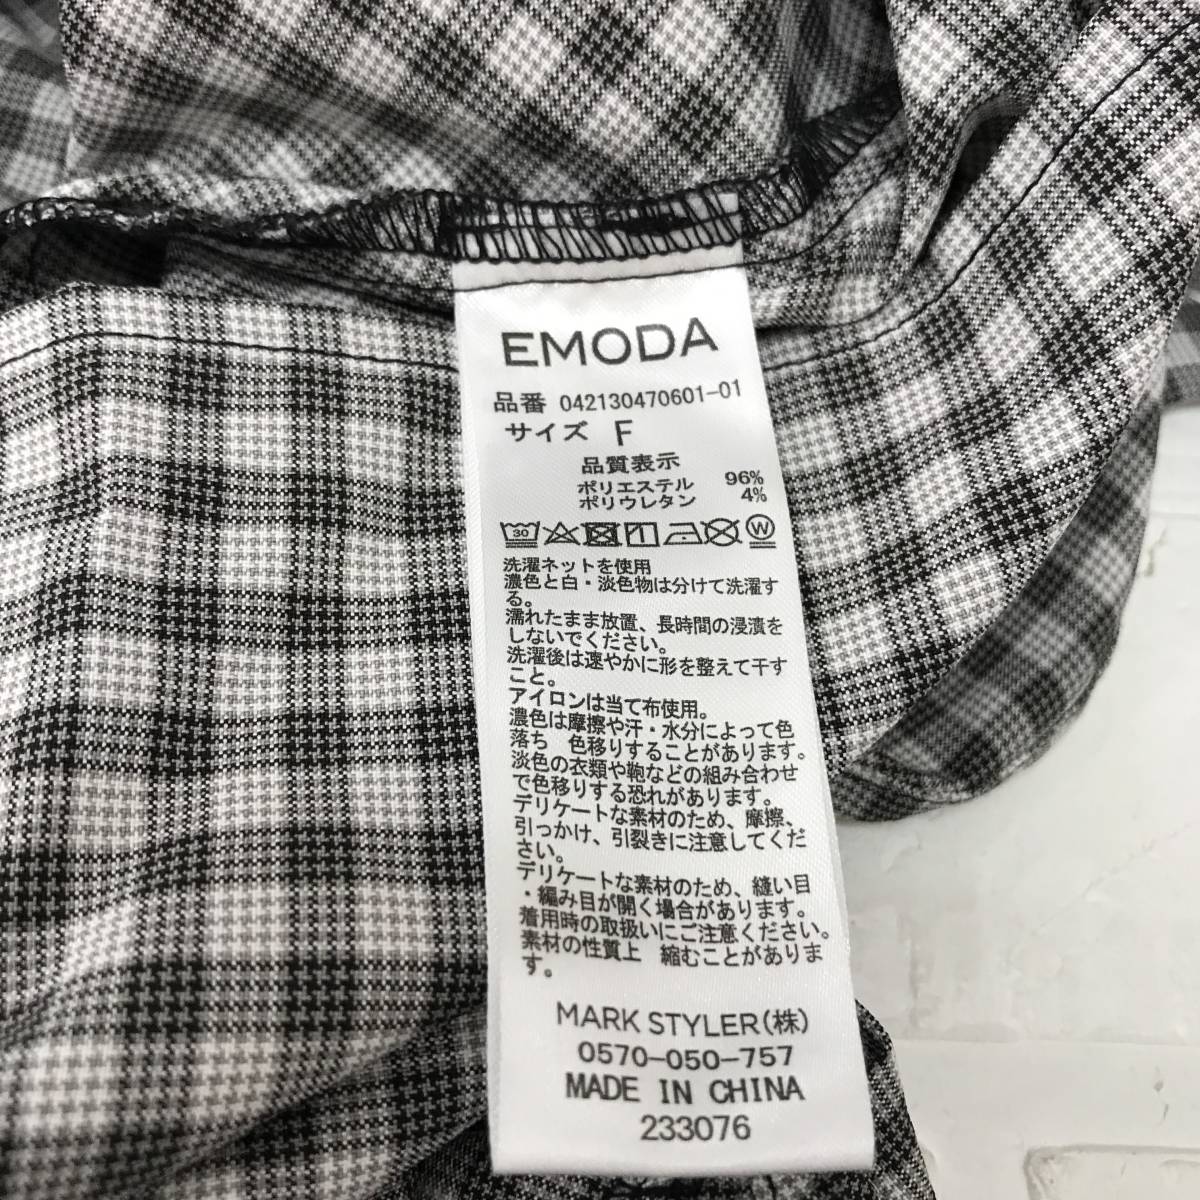 EMODA
品番 042130470601-01
サイズ F
品質表示
ポリエステル 96%
ポリウレタン 4%
30 W
洗濯ネットを使用
濃色と白・淡色物は分けて洗濯す
る。
濡れたまま放置、長時間の浸漬を
しないでください。
洗濯後は速やかに形を整えて干す
こと。
アイロンは当て布使用。
濃色は摩擦や汗・水分によって色
落ち 色移りすることがあります。
淡色の衣類や鞄などの組み合わせ
で色移りする恐れがあります。
デリケートな素材のため、摩擦、
引っかけ、引裂きに注意してくだ
さい。
デリケートな素材のため、縫い目
・編み目が開く場合があります。
着用時の取扱いにご注意ください。
素材の性質上 縮むことがありま
す。
MARK STYLER(株)
0570-050-757
MADE IN CHINA
233076